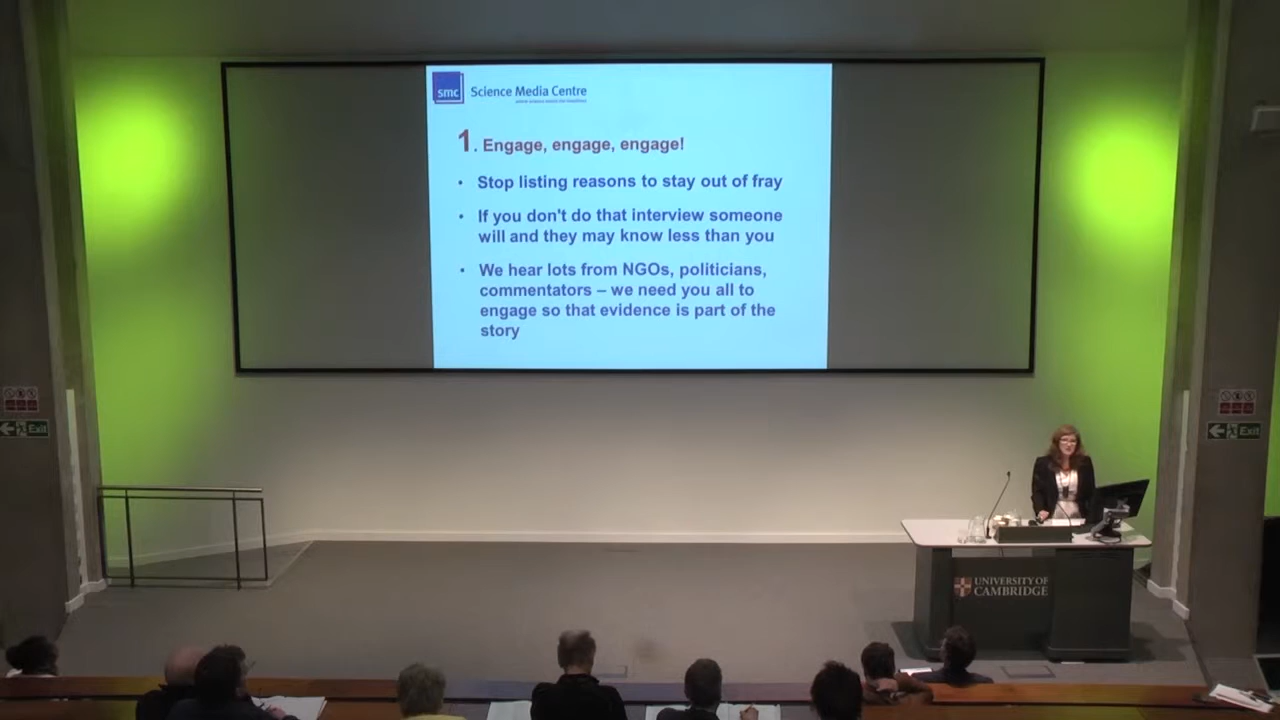 smc Science Media Centre
1. Engage, engage, engage!
• Stop listing reasons to stay out of fray
• If you don't do that interview someone
will and they may know less than you
• We hear lots from NGOs, politicians,
commentators – we need you all to
engage so that evidence is part of the
story
Exit
Exit
UNIVERSITY OF
CAMBRIDGE